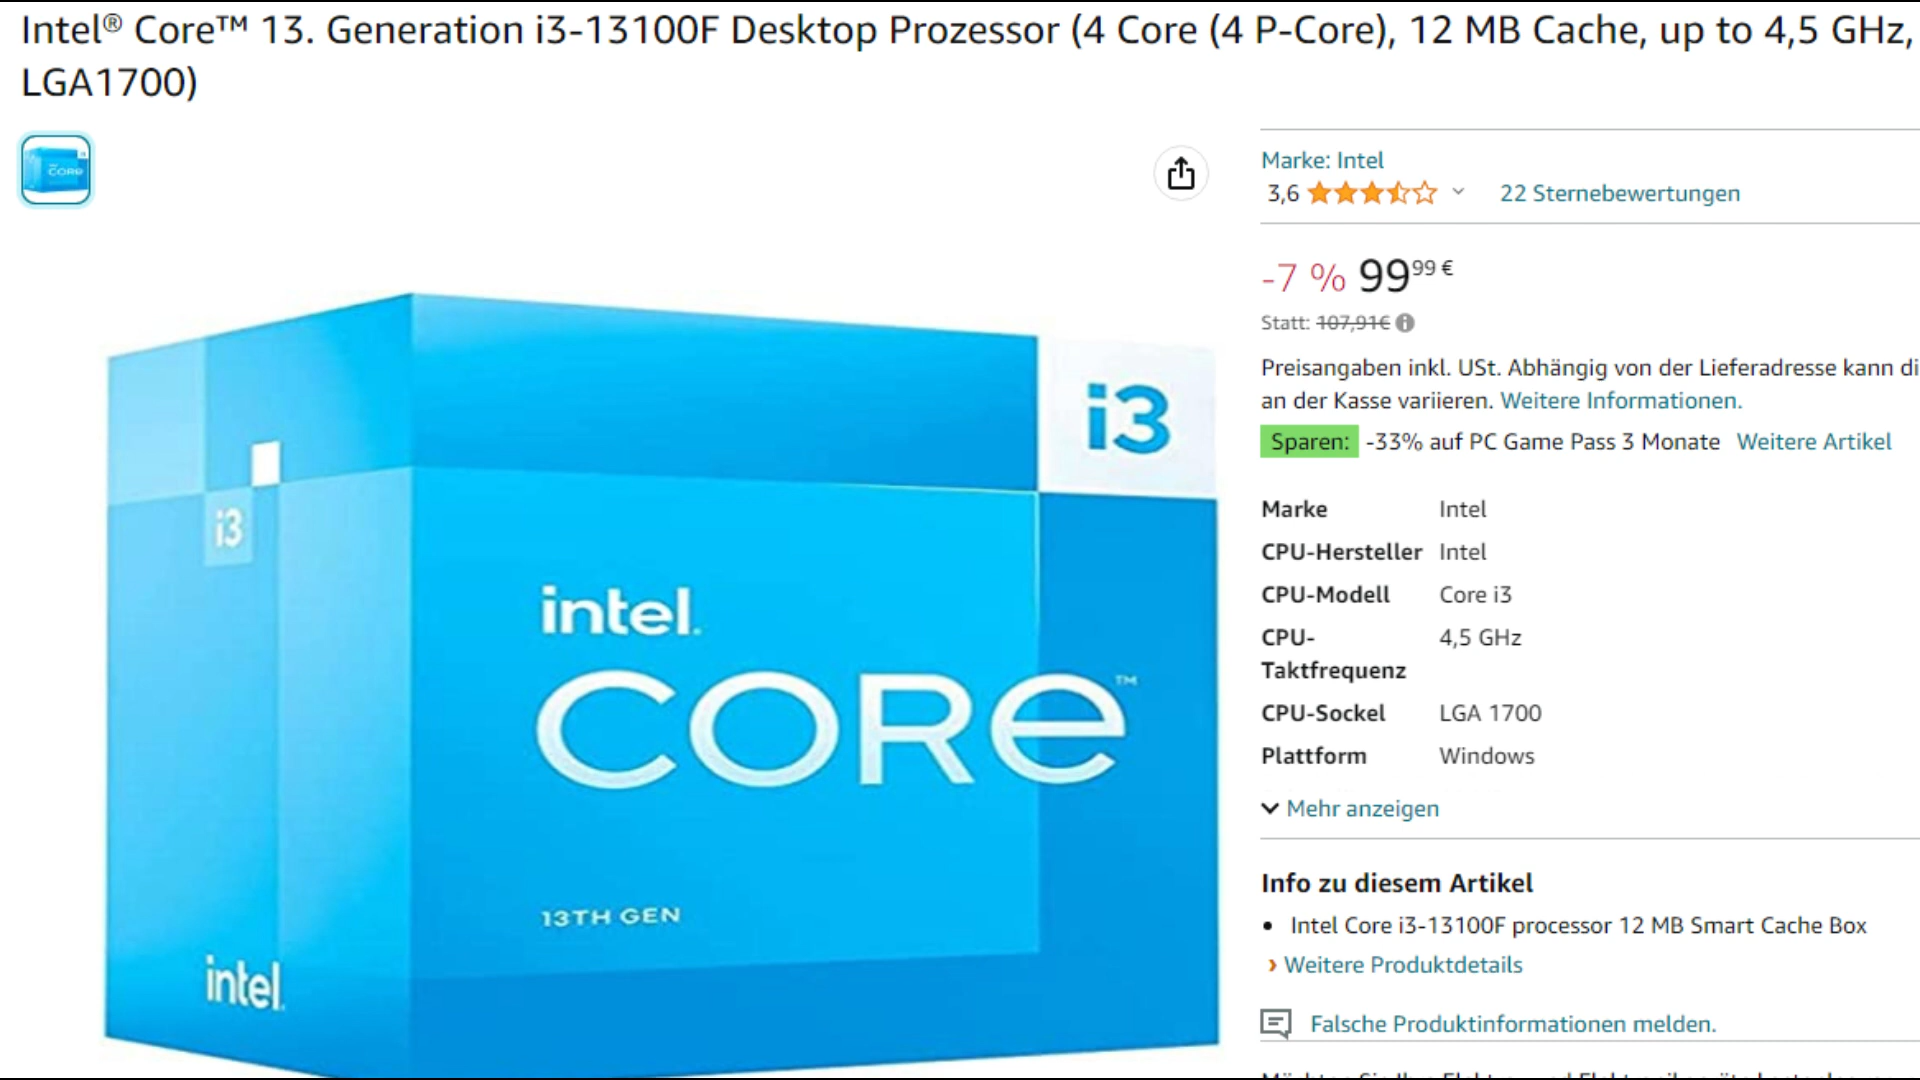 Intel® Core™ 13. Generation i3-13100F Desktop Prozessor (4 Core (4 P-Core), 12 MB Cache, up to 4,5 GHz,
LGA1700)
CORE
Marke: Intel
3,6 22 Sternebewertungen
-7 % 99 99 €
Statt: 107,91€
Preisangaben inkl. USt. Abhängig von der Lieferadresse kann di
an der Kasse variieren. Weitere Informationen.
Sparen: -33% auf PC Game Pass 3 Monate Weitere Artikel
Marke Intel
CPU-Hersteller Intel
CPU-Modell Core i3
CPU- 4,5 GHz
Taktfrequenz
CPU-Sockel LGA 1700
Plattform Windows
Mehr anzeigen
Info zu diesem Artikel
• Intel Core i3-13100F processor 12 MB Smart Cache Box
› Weitere Produktdetails
Falsche Produktinformationen melden.
i3
i3
intel.
CORE™
13TH GEN
intel.